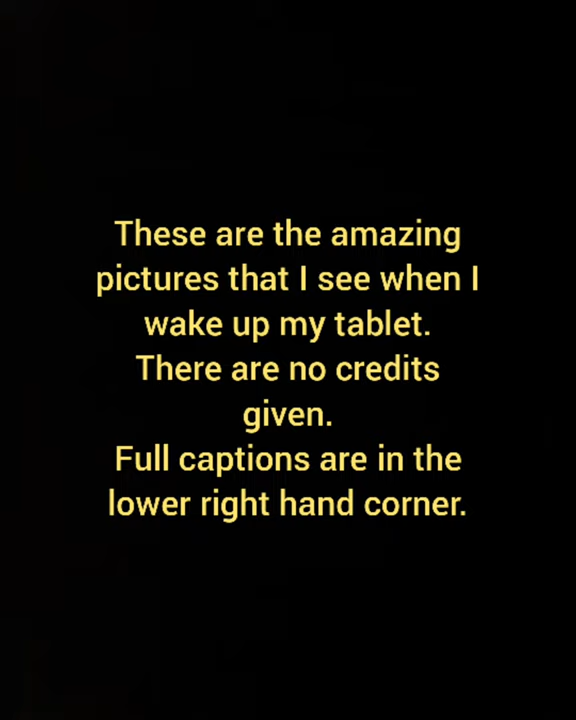 These are the amazing
pictures that I see when I
wake up my tablet.
There are no credits
given.
Full captions are in the
lower right hand corner.